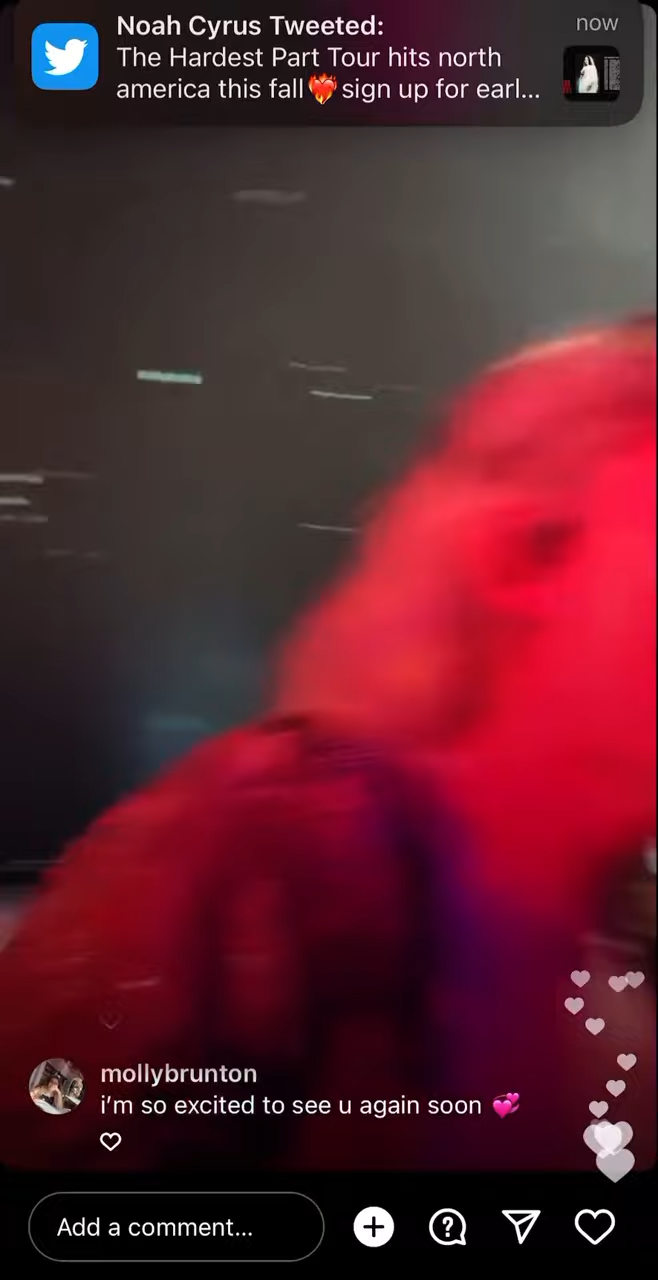 Noah Cyrus Tweeted:
now
The Hardest Part Tour hits north
america this fall❤️‍🔥sign up for earl...
mollybrunton
i'm so excited to see u again soon 💞
Add a comment...